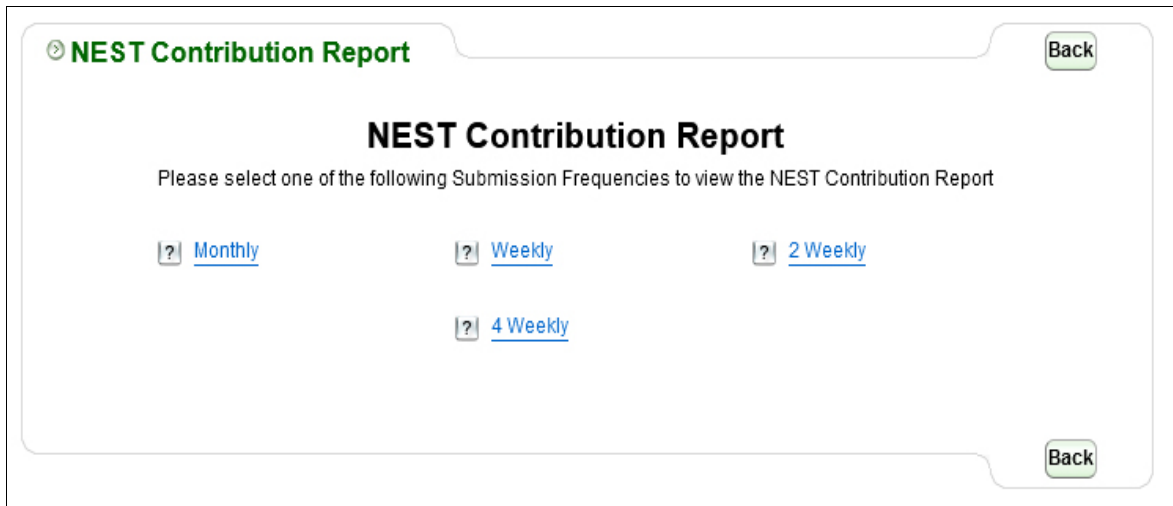 NEST Contribution Report
Back
NEST Contribution Report
Please select one of the following Submission Frequencies to view the NEST Contribution Report
? Monthly ? Weekly ? 2 Weekly
? 4 Weekly
Back